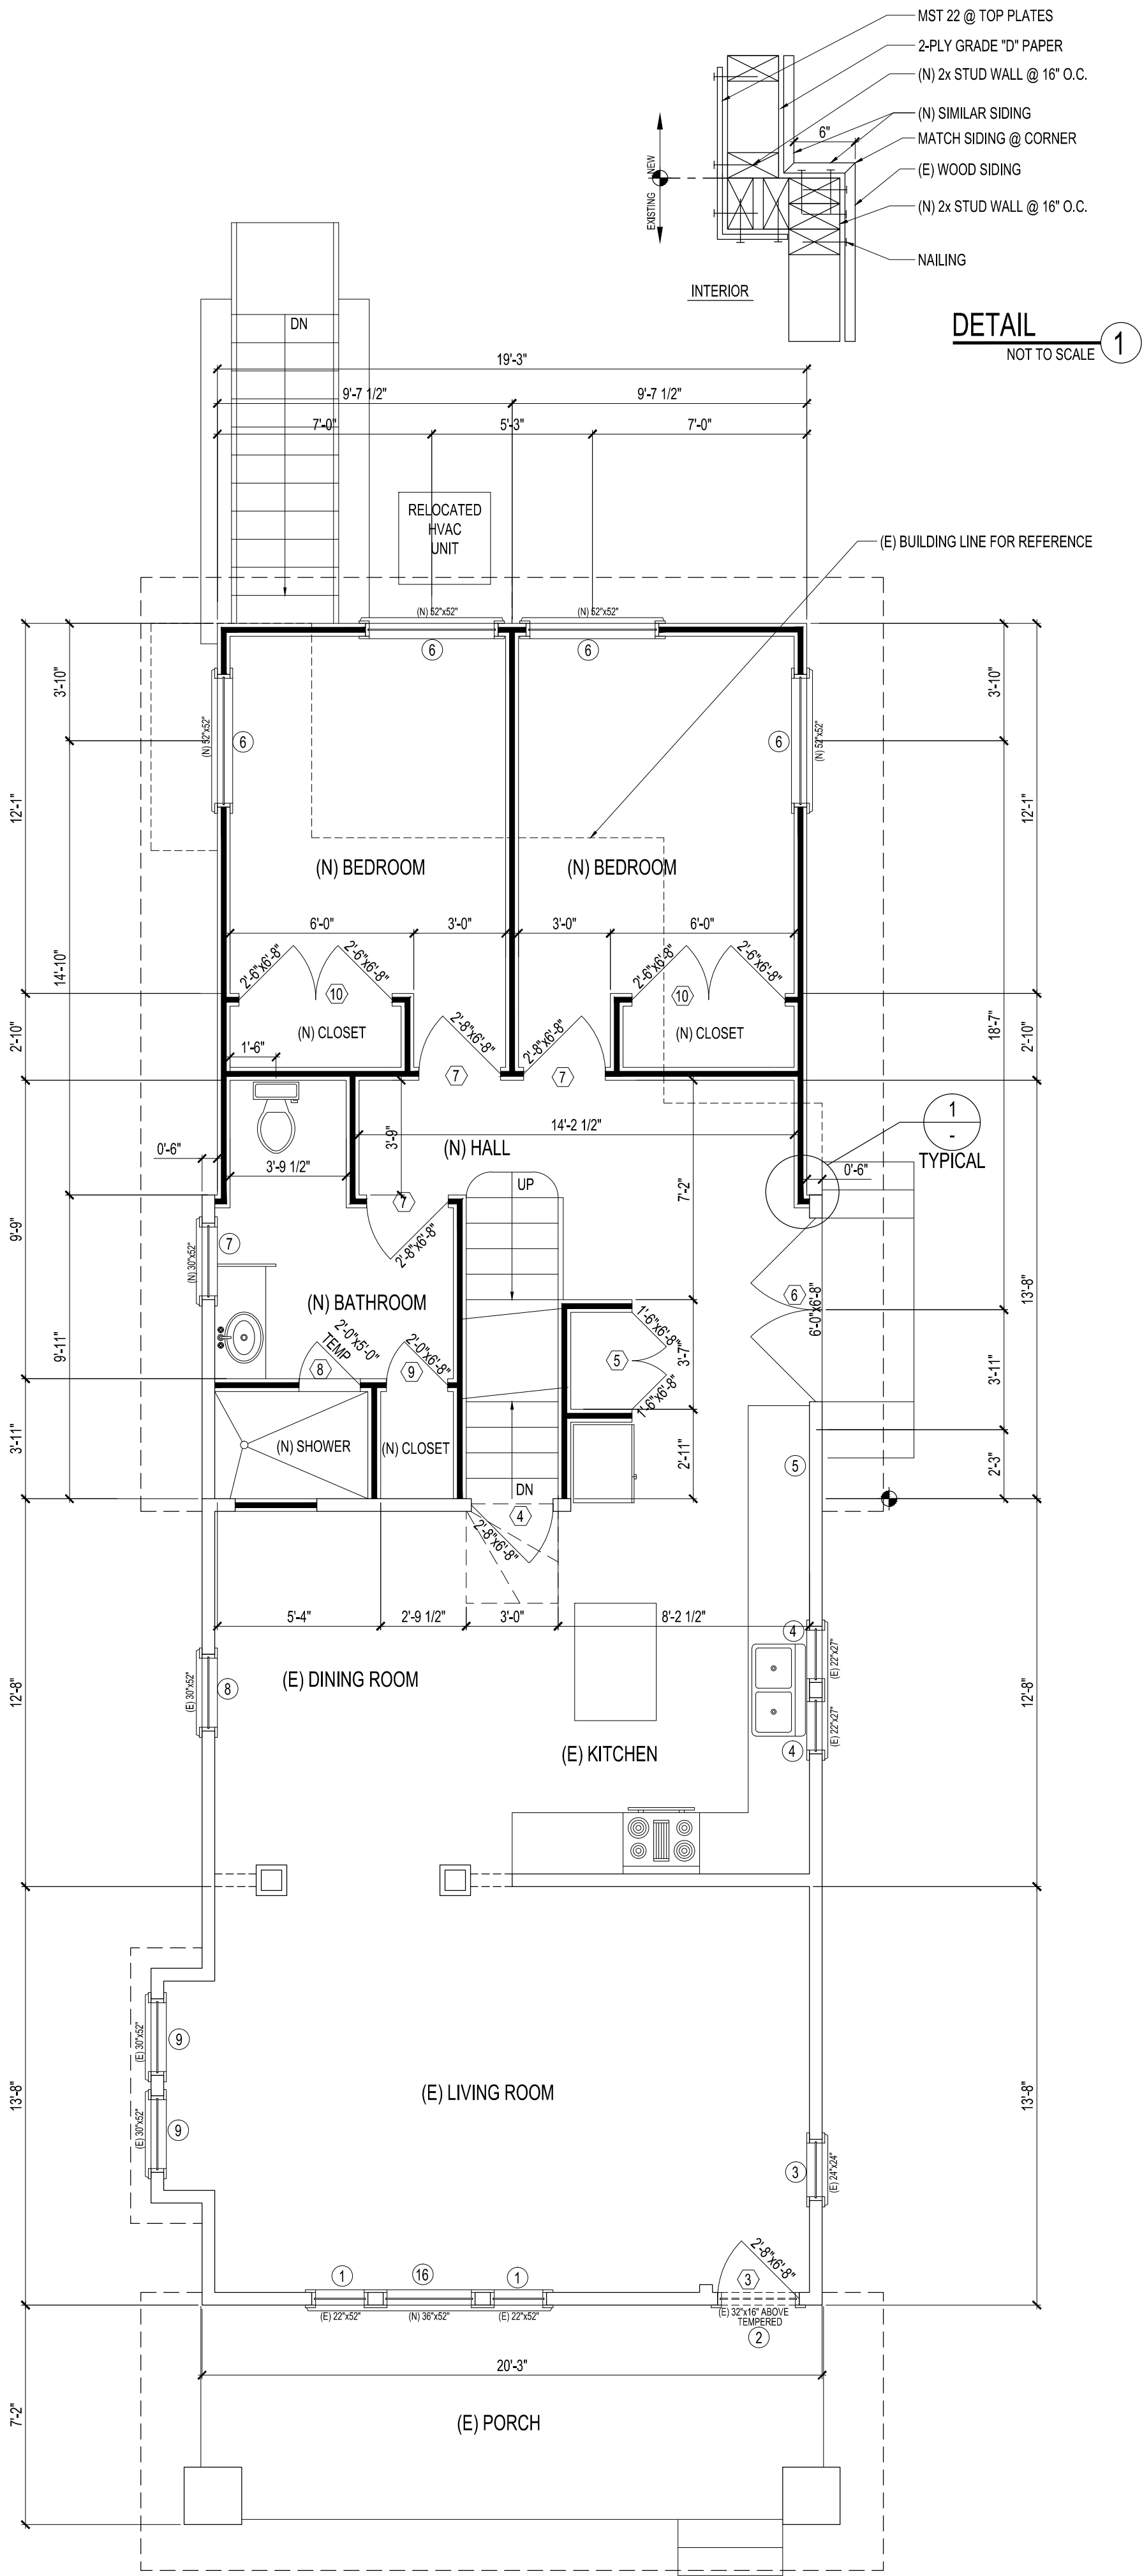 MST 22 @ TOP PLATES
2-PLY GRADE "D" PAPER
(N) 2x STUD WALL @ 16" O.C.
(N) SIMILAR SIDING
6"
MATCH SIDING @ CORNER
(E) WOOD SIDING
(N) 2x STUD WALL @ 16" O.C.
NAILING
NEW
EXISTING
INTERIOR
DETAIL
NOT TO SCALE
1
DN
19'-3"
9'-7 1/2"
9'-7 1/2"
7'-0"
5'-3"
7'-0"
RELOCATED
HVAC
UNIT
(E) BUILDING LINE FOR REFERENCE
(N) 52"x52"
(N) 52"x52"
6
6
3'-10"
3'-10"
(N) 52"x52"
6
6
(N) 52"x52"
12'-1"
12'-1"
(N) BEDROOM
(N) BEDROOM
6'-0"
3'-0"
3'-0"
6'-0"
14'-10"
2'-6"x6'-8"
2'-6"x6'-8"
2'-6"x6'-8"
2'-6"x6'-8"
10
10
18'-7"
2'-10"
2'-10"
(N) CLOSET
(N) CLOSET
1'-6"
2'-8"x6'-8"
2'-8"x6'-8"
7
7
1
-
TYPICAL
3'-9"
14'-2 1/2"
(N) HALL
0'-6"
3'-9 1/2"
0'-6"
UP
7'-2"
7
2'-8"x6'-8"
9'-9"
7
(N) 30"x52"
(N) BATHROOM
6
6'-0"x6'-8"
13'-8"
9'-11"
2'-0"x5'-0"
TEMP
8
2'-0"x6'-8"
9
1'-6"x6'-8"
5
3'-7"
1'-6"x6'-8"
3'-11"
3'-11"
(N) SHOWER
(N) CLOSET
2'-11"
5
2'-3"
DN
4
2'-8"x6'-8"
5'-4"
2'-9 1/2"
3'-0"
8'-2 1/2"
4
(E) 22"x27"
12'-8"
(E) 30"x52"
8
(E) DINING ROOM
12'-8"
(E) 22"x27"
4
(E) KITCHEN
(E) 30"x52"
9
13'-8"
(E) LIVING ROOM
13'-8"
(E) 30"x52"
9
3
(E) 24"x24"
2'-8"x6'-8"
1
16
1
3
(E) 22"x52"
(N) 36"x52"
(E) 22"x52"
(E) 32"x16" ABOVE
TEMPERED
2
20'-3"
7'-2"
(E) PORCH